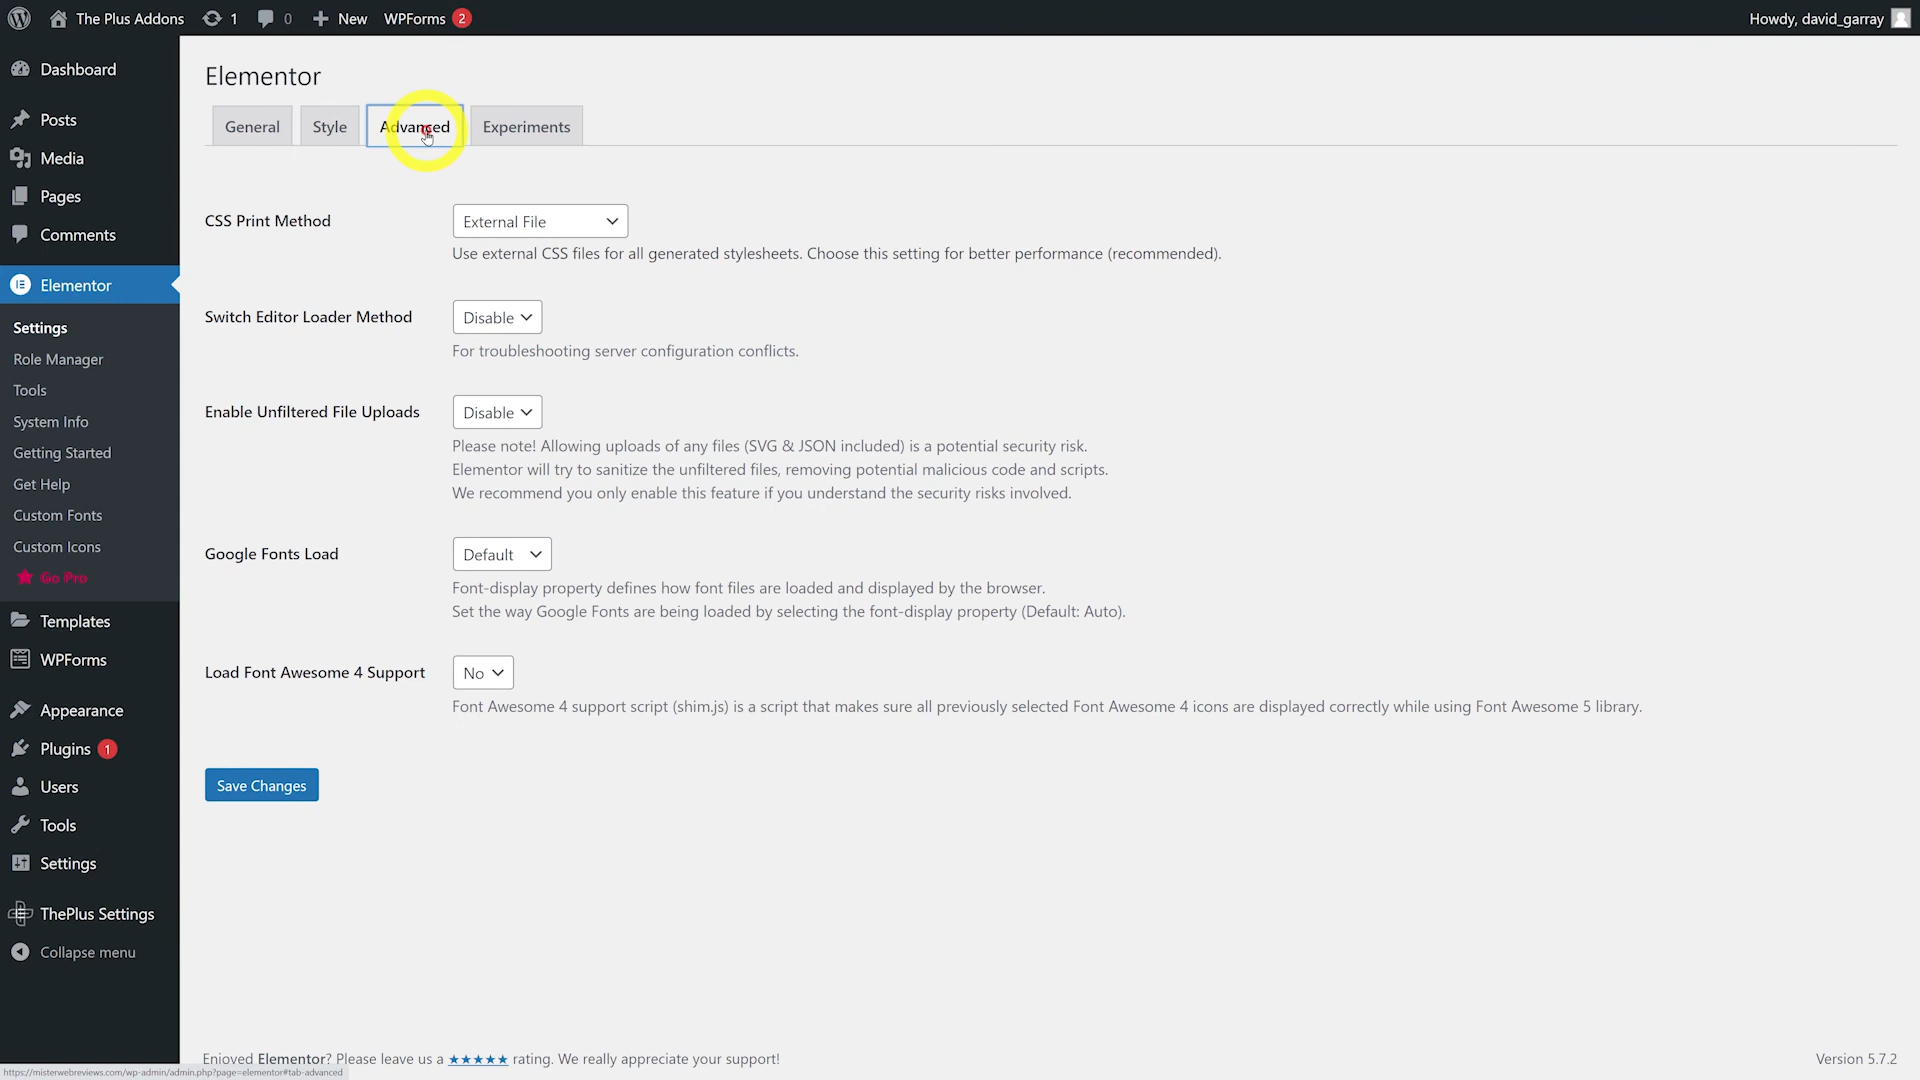 The Plus Addons 1 0 New WPForms 2 Howdy, david_garray
Dashboard
Posts
Media
Pages
Comments
Elementor
Settings
Role Manager
Tools
System Info
Getting Started
Get Help
Custom Fonts
Custom Icons
Go Pro
Templates
WPForms
Appearance
Plugins 1
Users
Tools
Settings
ThePlus Settings
Collapse menu
Elementor
General Style Advanced Experiments
CSS Print Method External File
Use external CSS files for all generated stylesheets. Choose this setting for better performance (recommended).
Switch Editor Loader Method Disable
For troubleshooting server configuration conflicts.
Enable Unfiltered File Uploads Disable
Please note! Allowing uploads of any files (SVG & JSON included) is a potential security risk.
Elementor will try to sanitize the unfiltered files, removing potential malicious code and scripts.
We recommend you only enable this feature if you understand the security risks involved.
Google Fonts Load Default
Font-display property defines how font files are loaded and displayed by the browser.
Set the way Google Fonts are being loaded by selecting the font-display property (Default: Auto).
Load Font Awesome 4 Support No
Font Awesome 4 support script (shim.js) is a script that makes sure all previously selected Font Awesome 4 icons are displayed correctly while using Font Awesome 5 library.
Save Changes
Enjoyed Elementor? Please leave us a ★★★★★ rating. We really appreciate your support! Version 5.7.2
https://misterwebreviews.com/wp-admin/admin.php?page=elementor#tab-advanced